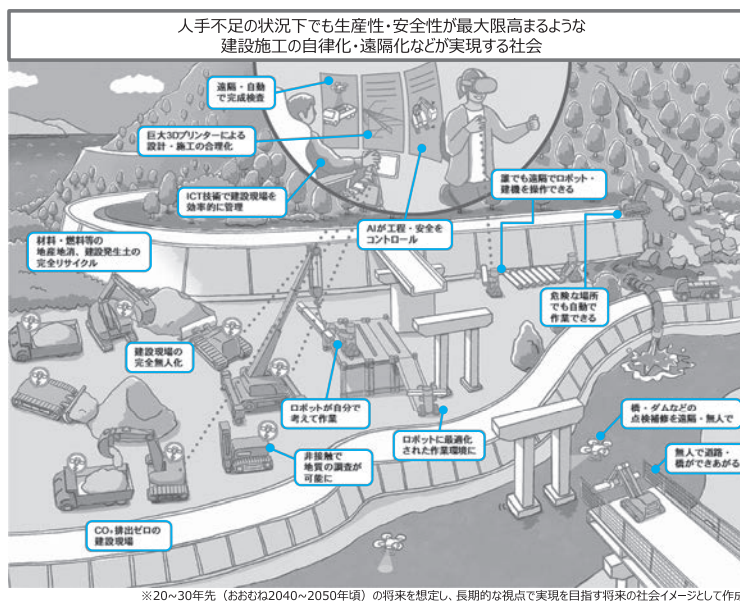 人手不足の状況下でも生産性・安全性が最大限高まるような
建設施工の自律化・遠隔化などが実現する社会
遠隔・自動
で完成検査
巨大3Dプリンターによる
設計・施工の合理化
ICT技術で建設現場を
効率的に管理
誰でも遠隔でロボット・
建機を操作できる
AIが工程・安全を
コントロール
材料・燃料等の
地産地消、建設発生土の
完全リサイクル
危険な場所
でも自動で
作業できる
建設現場の
完全無人化
ロボットが自分で
考えて作業
ロボットに最適化
された作業環境に
橋・ダムなどの
点検補修を遠隔・無人で
非接触で
地質の調査が
可能に
無人で道路・
橋ができあがる
CO₂排出ゼロの
建設現場
※20~30年先（おおむね2040~2050年頃）の将来を想定し、長期的な視点で実現を目指す将来の社会イメージとして作成